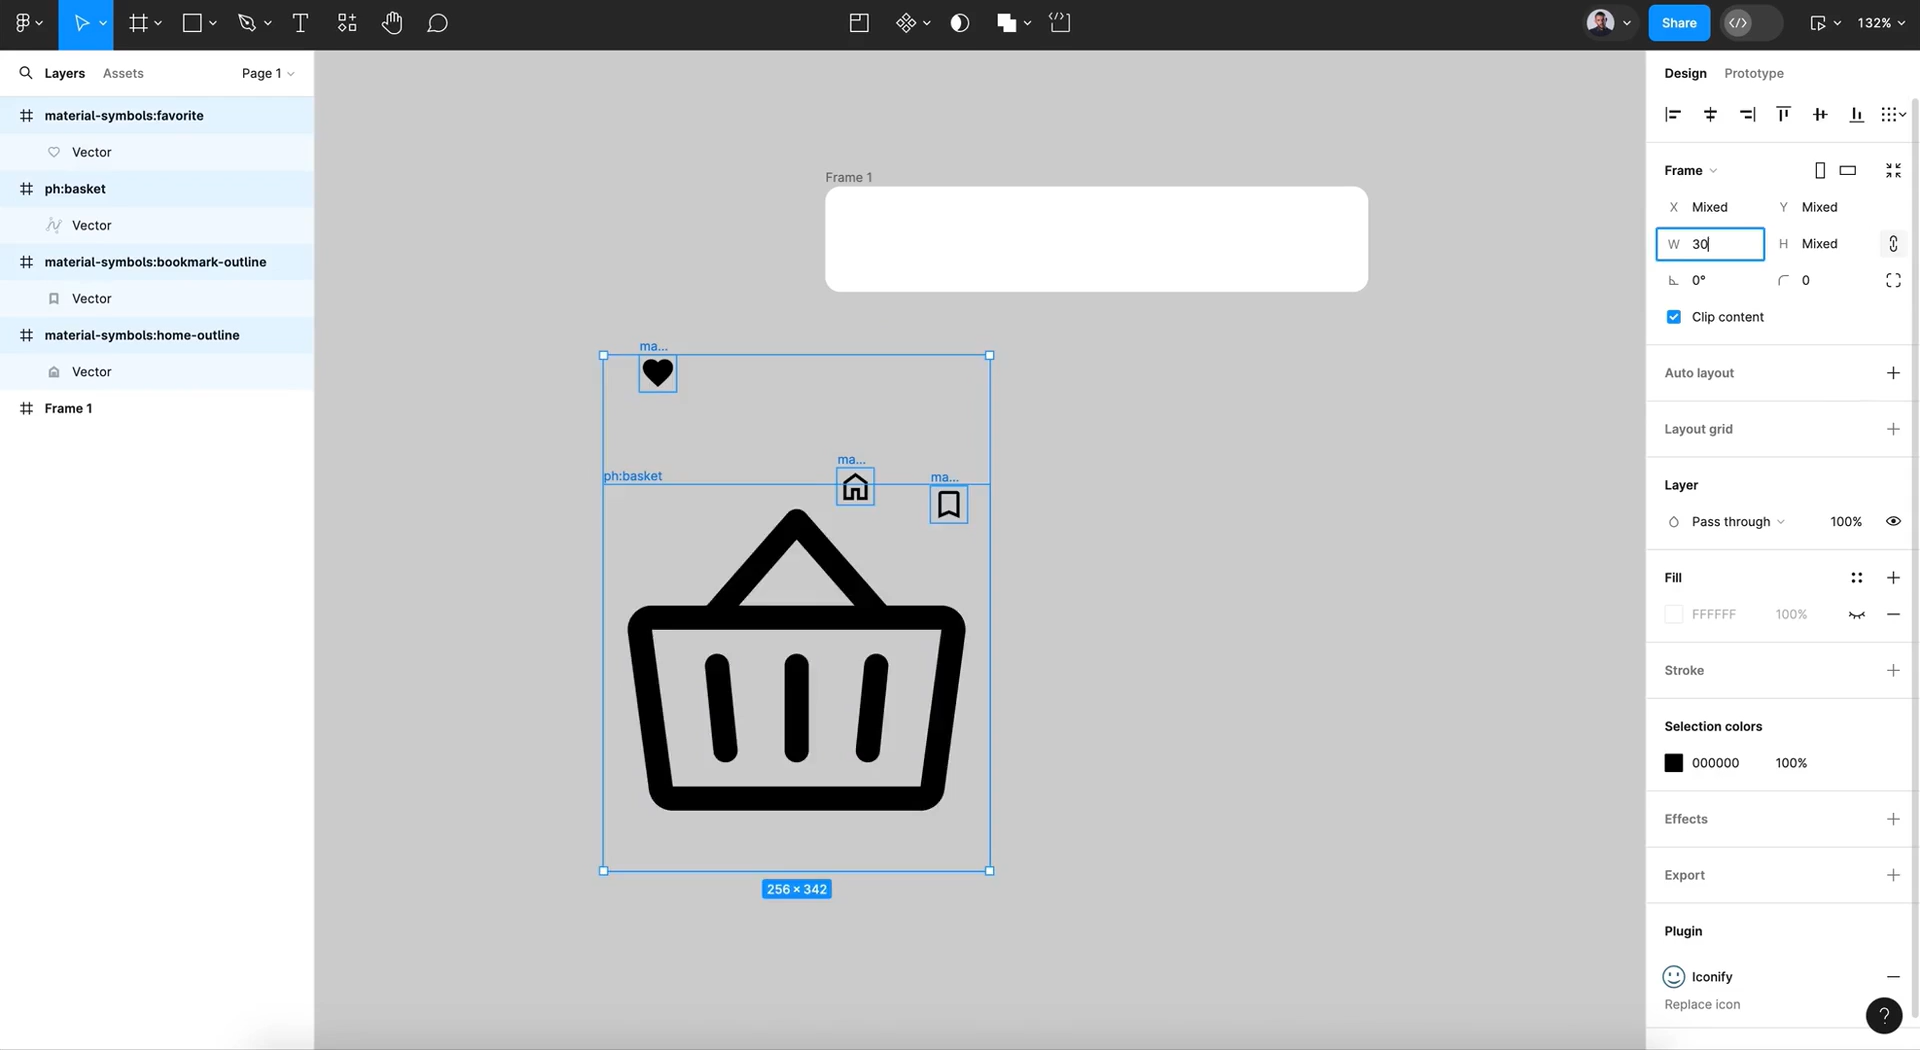 132%
Share
Layers
Assets
Page 1
material-symbols:favorite
Vector
ph:basket
Vector
material-symbols:bookmark-outline
Vector
material-symbols:home-outline
Vector
Frame 1
Frame 1
ma...
ph:basket
ma...
ma...
256 × 342
Design
Prototype
Frame
X Mixed
Y Mixed
W 30
H Mixed
0°
0
Clip content
Auto layout
Layout grid
Layer
Pass through
100%
Fill
FFFFFF
100%
Stroke
Selection colors
000000
100%
Effects
Export
Plugin
Iconify
Replace icon
?